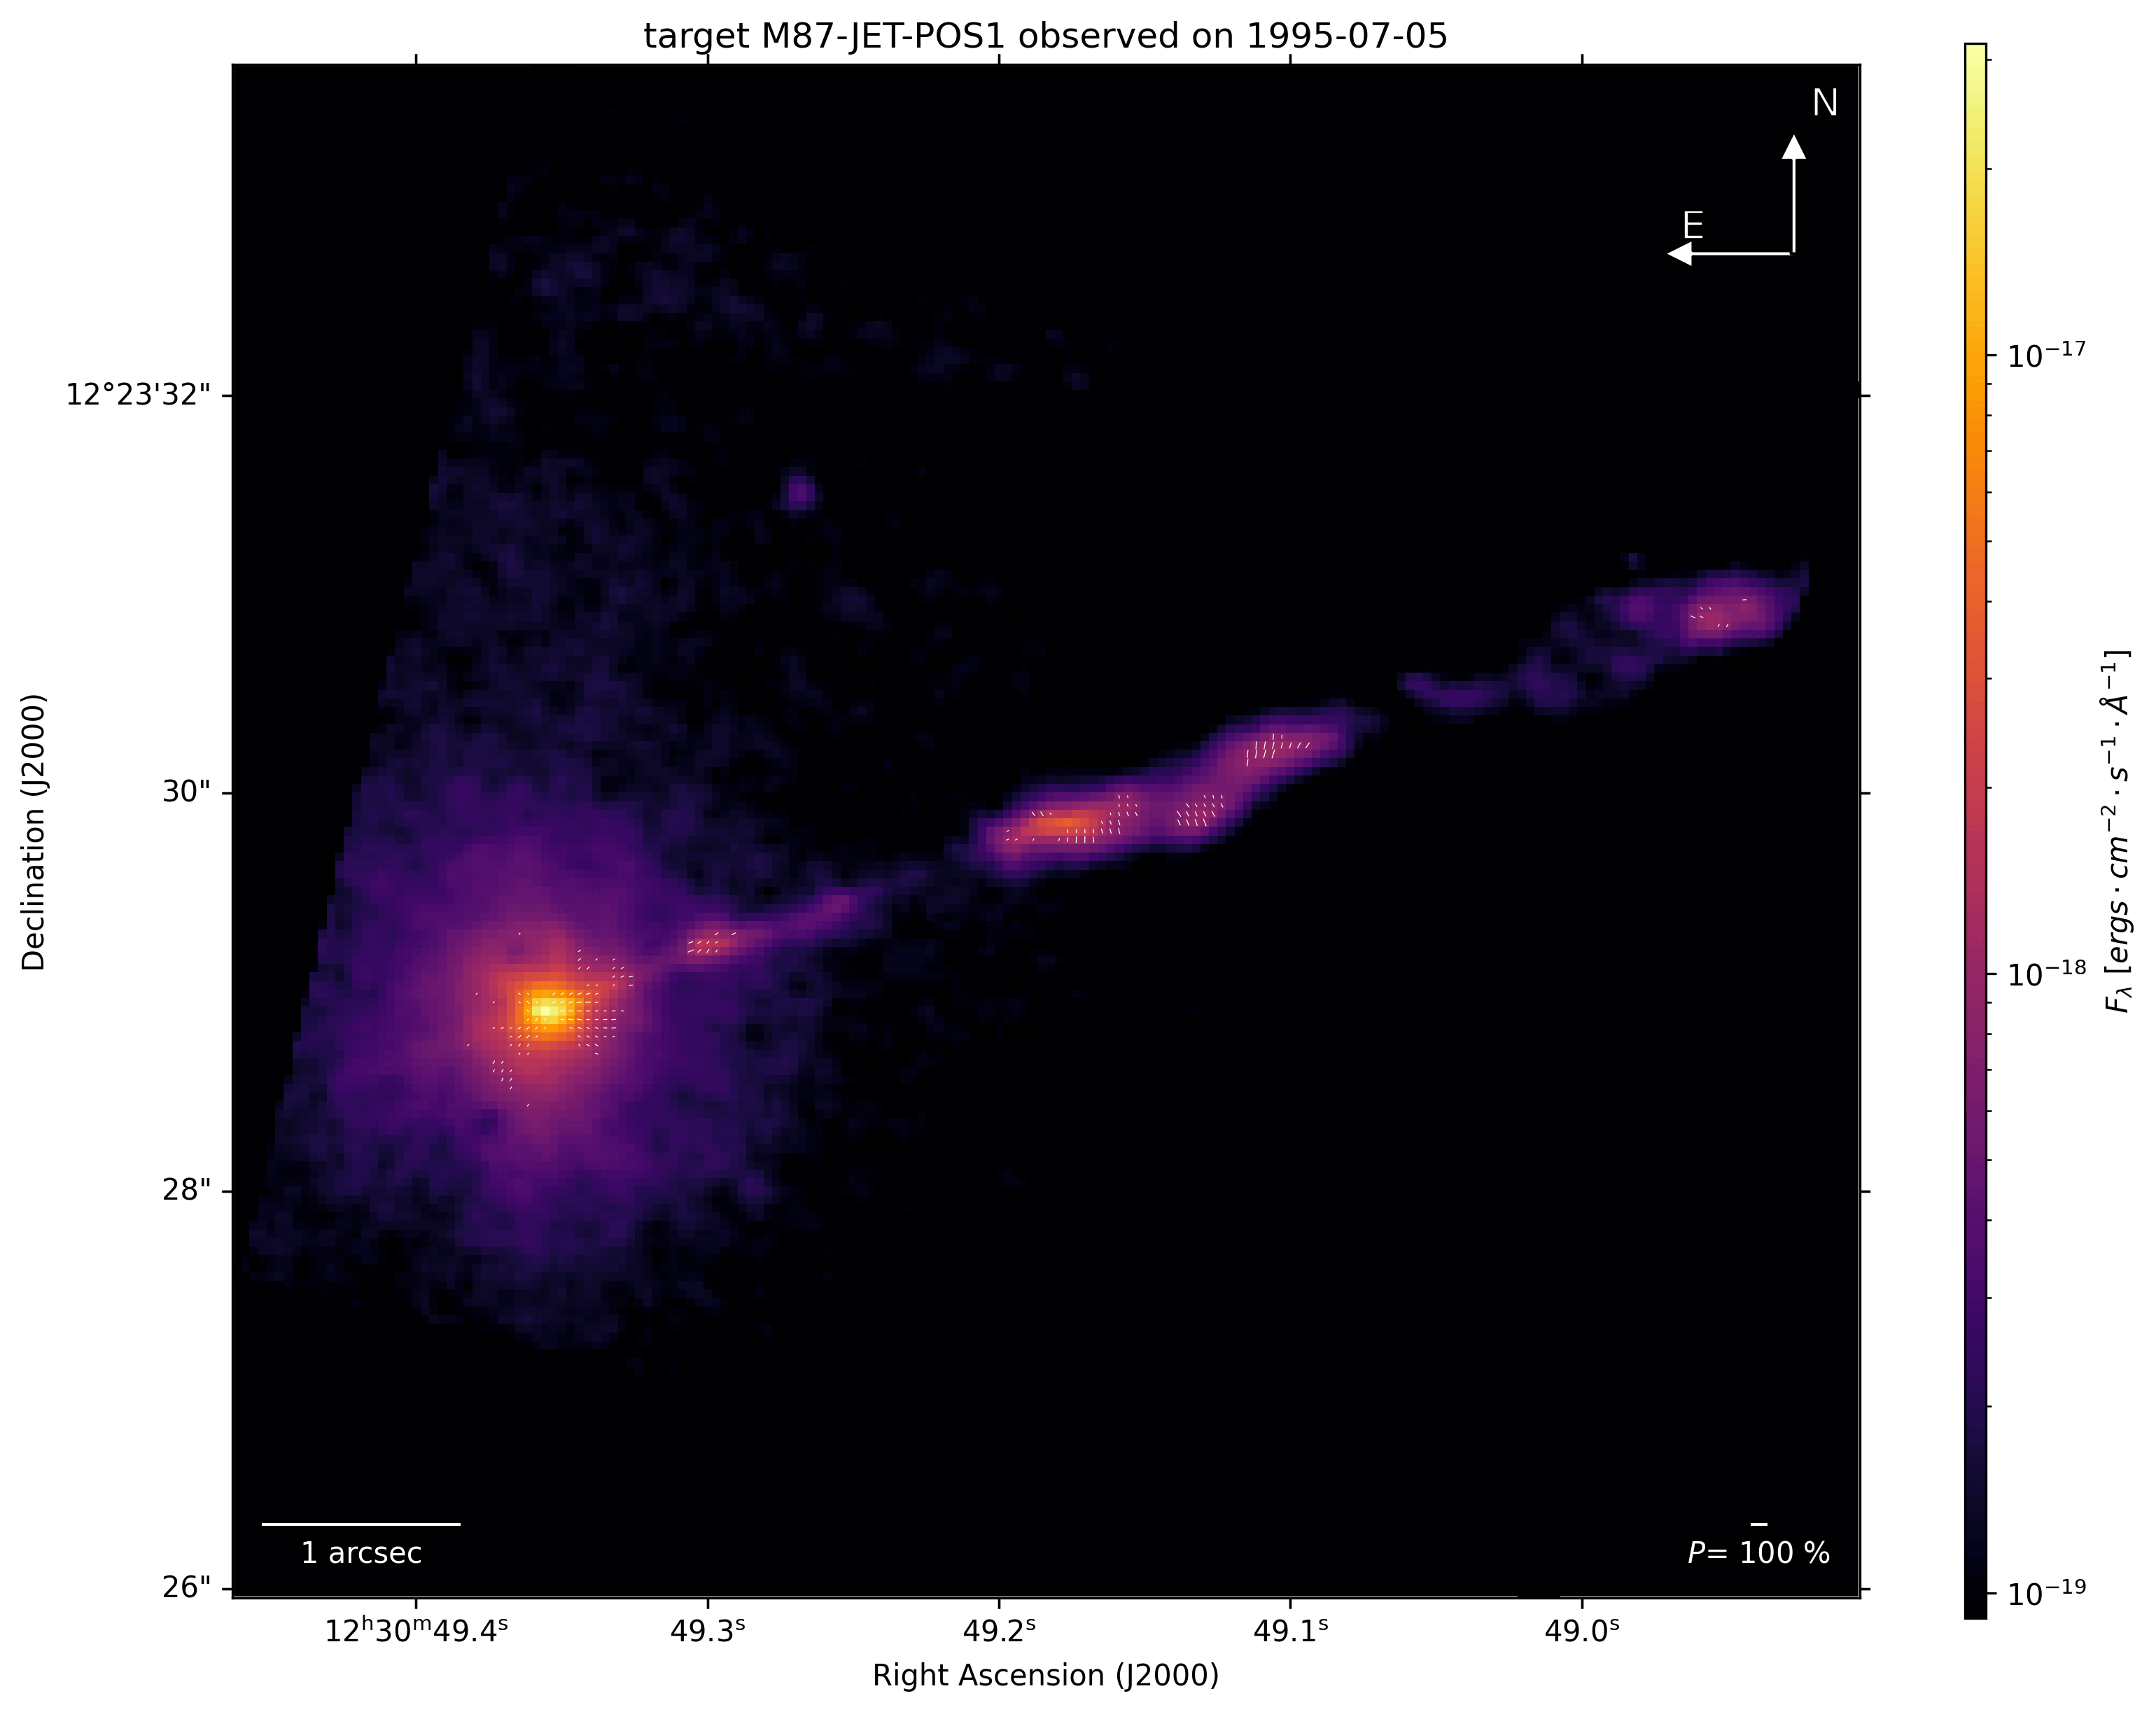 target M87-JET-POS1 observed on 1995-07-05
N
E
12°23'32"
30"
28"
26"
Declination (J2000)
12ʰ30ᵐ49.4ˢ 49.3ˢ 49.2ˢ 49.1ˢ 49.0ˢ
Right Ascension (J2000)
1 arcsec
P= 100 %
10⁻¹⁷
10⁻¹⁸
10⁻¹⁹
F_λ [ergs · cm⁻² · s⁻¹ · Å⁻¹]